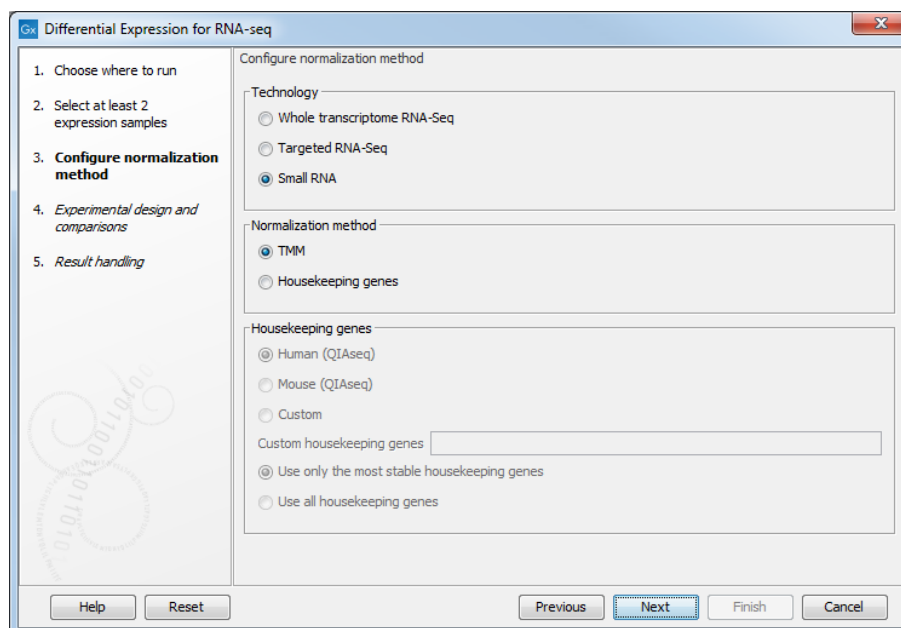 Gx Differential Expression for RNA-seq
1. Choose where to run
2. Select at least 2
expression samples
3. Configure normalization
method
4. Experimental design and
comparisons
5. Result handling
Configure normalization method
Technology
Whole transcriptome RNA-Seq
Targeted RNA-Seq
Small RNA
Normalization method
TMM
Housekeeping genes
Housekeeping genes
Human (QIAseq)
Mouse (QIAseq)
Custom
Custom housekeeping genes
Use only the most stable housekeeping genes
Use all housekeeping genes
Help
Reset
Previous
Next
Finish
Cancel